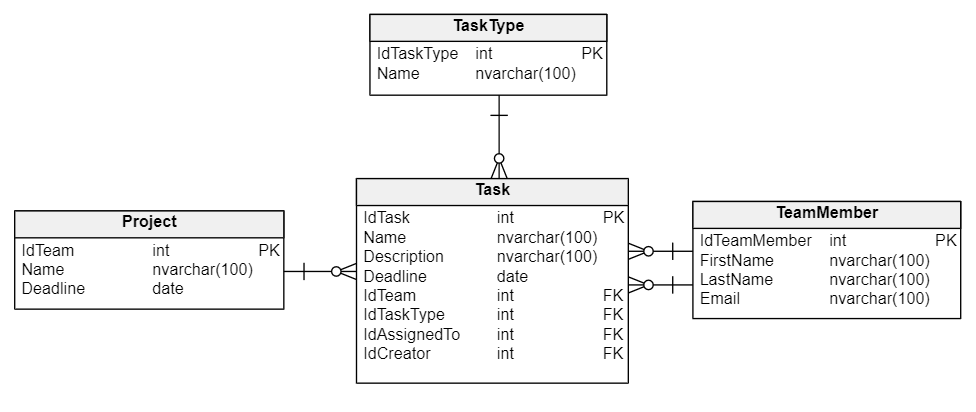 TaskType
IdTaskType int PK
Name nvarchar(100)
Project
IdTeam int PK
Name nvarchar(100)
Deadline date
Task
IdTask int PK
Name nvarchar(100)
Description nvarchar(100)
Deadline date
IdTeam int FK
IdTaskType int FK
IdAssignedTo int FK
IdCreator int FK
TeamMember
IdTeamMember int PK
FirstName nvarchar(100)
LastName nvarchar(100)
Email nvarchar(100)